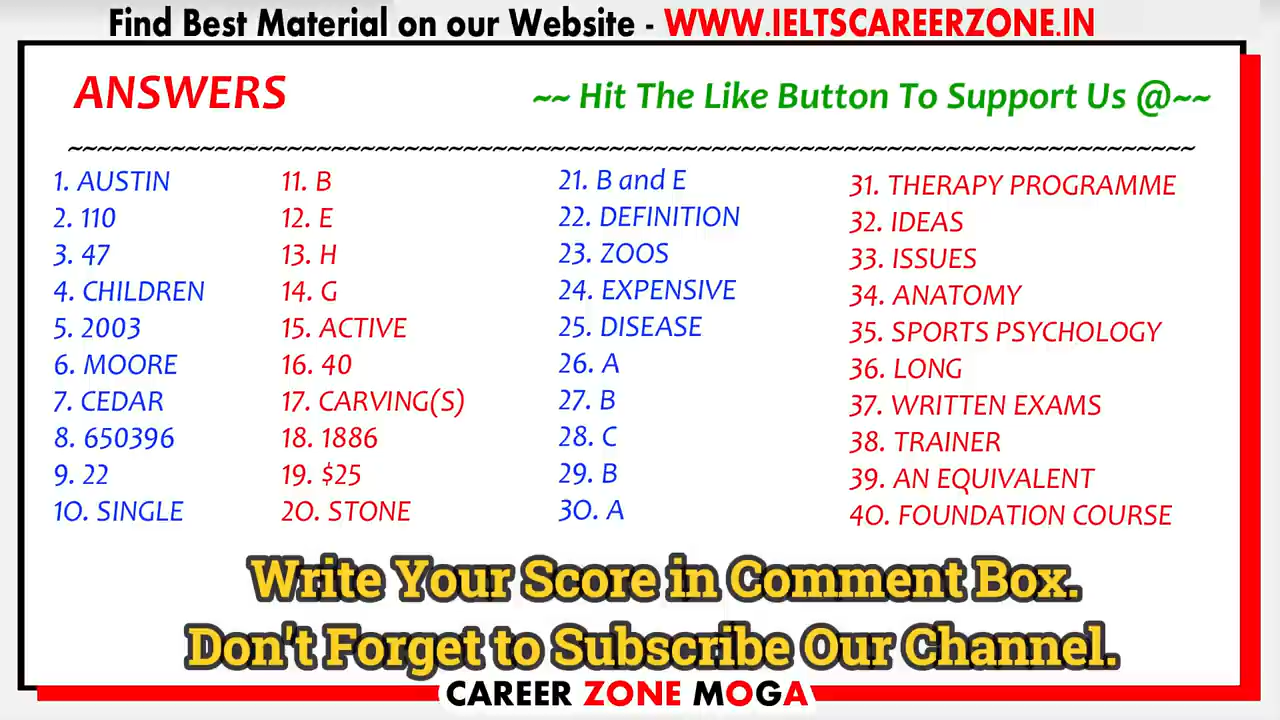 Find Best Material on our Website - WWW.IELTSCAREERZONE.IN
ANSWERS
~~ Hit The Like Button To Support Us @~~
1. AUSTIN
2. 110
3. 47
4. CHILDREN
5. 2003
6. MOORE
7. CEDAR
8. 650396
9. 22
10. SINGLE
11. B
12. E
13. H
14. G
15. ACTIVE
16. 40
17. CARVING(S)
18. 1886
19. $25
20. STONE
21. B and E
22. DEFINITION
23. ZOOS
24. EXPENSIVE
25. DISEASE
26. A
27. B
28. C
29. B
30. A
31. THERAPY PROGRAMME
32. IDEAS
33. ISSUES
34. ANATOMY
35. SPORTS PSYCHOLOGY
36. LONG
37. WRITTEN EXAMS
38. TRAINER
39. AN EQUIVALENT
40. FOUNDATION COURSE
Write Your Score in Comment Box.
Don't Forget to Subscribe Our Channel.
CAREER ZONE MOGA